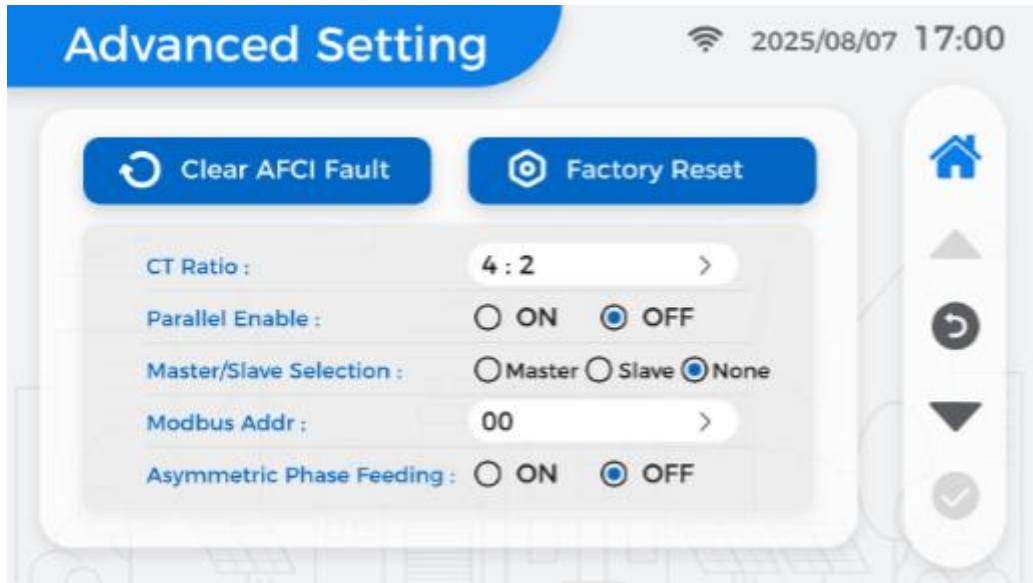 Advanced Setting
2025/08/07 17:00
Clear AFCI Fault
Factory Reset
CT Ratio : 4 : 2
Parallel Enable : ON OFF
Master/Slave Selection : Master Slave None
Modbus Addr : 00
Asymmetric Phase Feeding : ON OFF